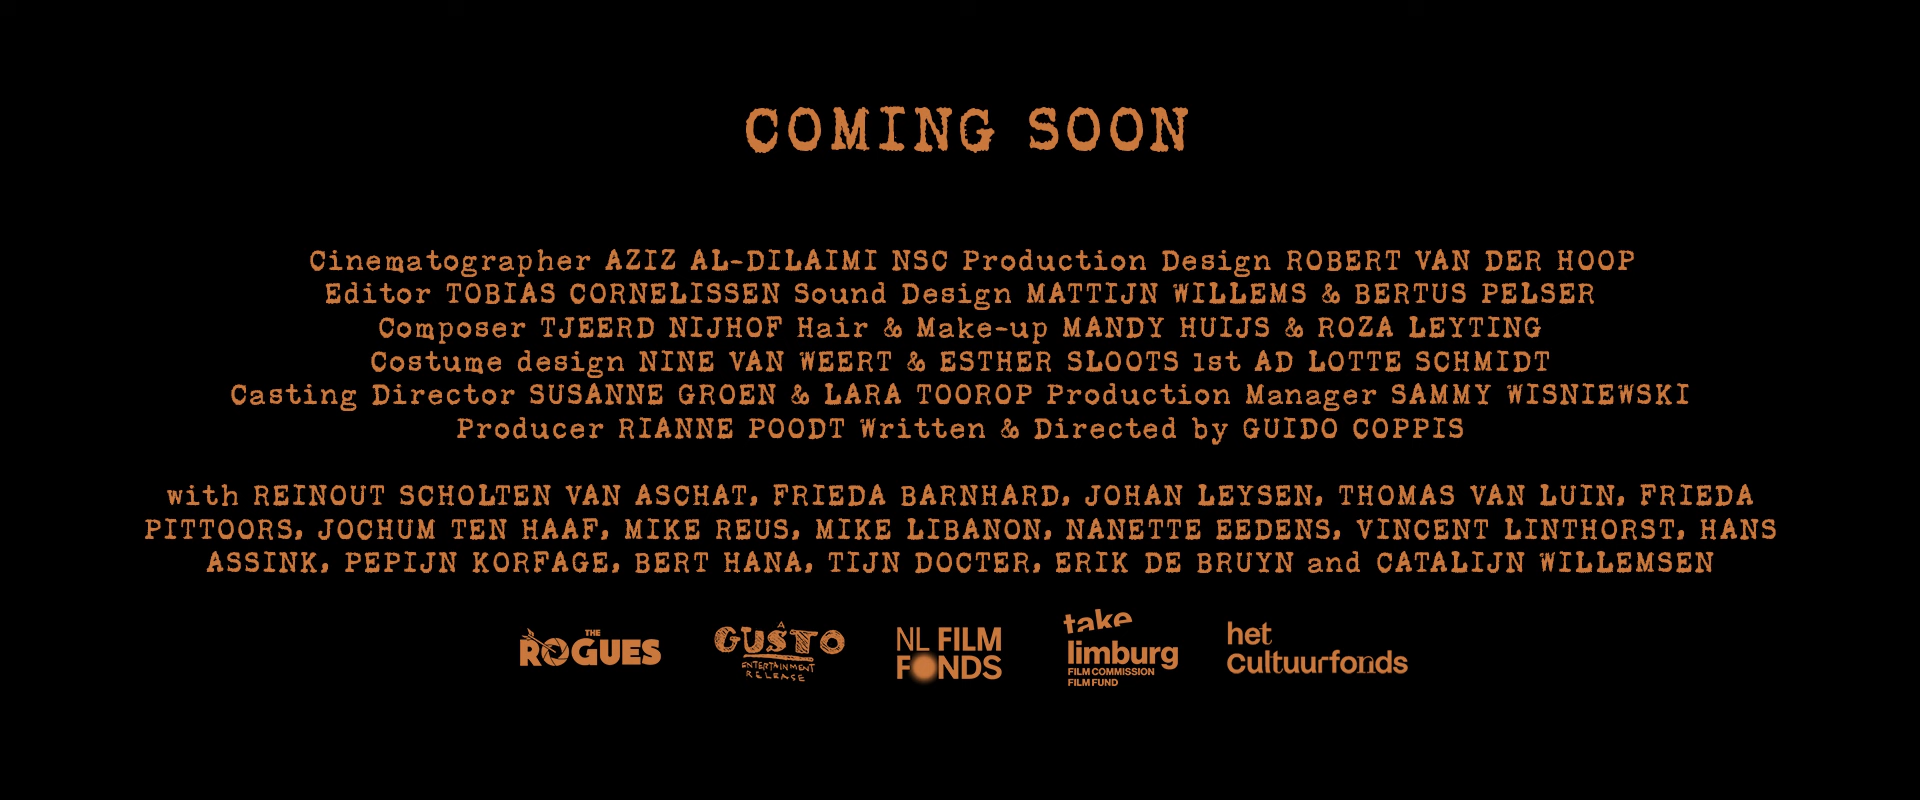 COMING SOON
Cinematographer AZIZ AL-DILAIMI NSC Production Design ROBERT VAN DER HOOP
Editor TOBIAS CORNELISSEN Sound Design MATTIJN WILLEMS & BERTUS PELSER
Composer TJEERD NIJHOF Hair & Make-up MANDY HUIJS & ROZA LEYTING
Costume design NINE VAN WEERT & ESTHER SLOOTS 1st AD LOTTE SCHMIDT
Casting Director SUSANNE GROEN & LARA TOOROP Production Manager SAMMY WISNIEWSKI
Producer RIANNE POODT Written & Directed by GUIDO COPPIS
with REINOUT SCHOLTEN VAN ASCHAT, FRIEDA BARNHARD, JOHAN LEYSEN, THOMAS VAN LUIN, FRIEDA
PITTOORS, JOCHUM TEN HAAF, MIKE REUS, MIKE LIBANON, NANETTE EEDENS, VINCENT LINTHORST, HANS
ASSINK, PEPIJN KORFAGE, BERT HANA, TIJN DOCTER, ERIK DE BRUYN and CATALIJN WILLEMSEN
THE
ROGUES
A
GUSTO
ENTERTAINMENT
RELEASE
NL FILM
FONDS
take
limburg
FILM COMMISSION
FILM FUND
het
cultuurfonds